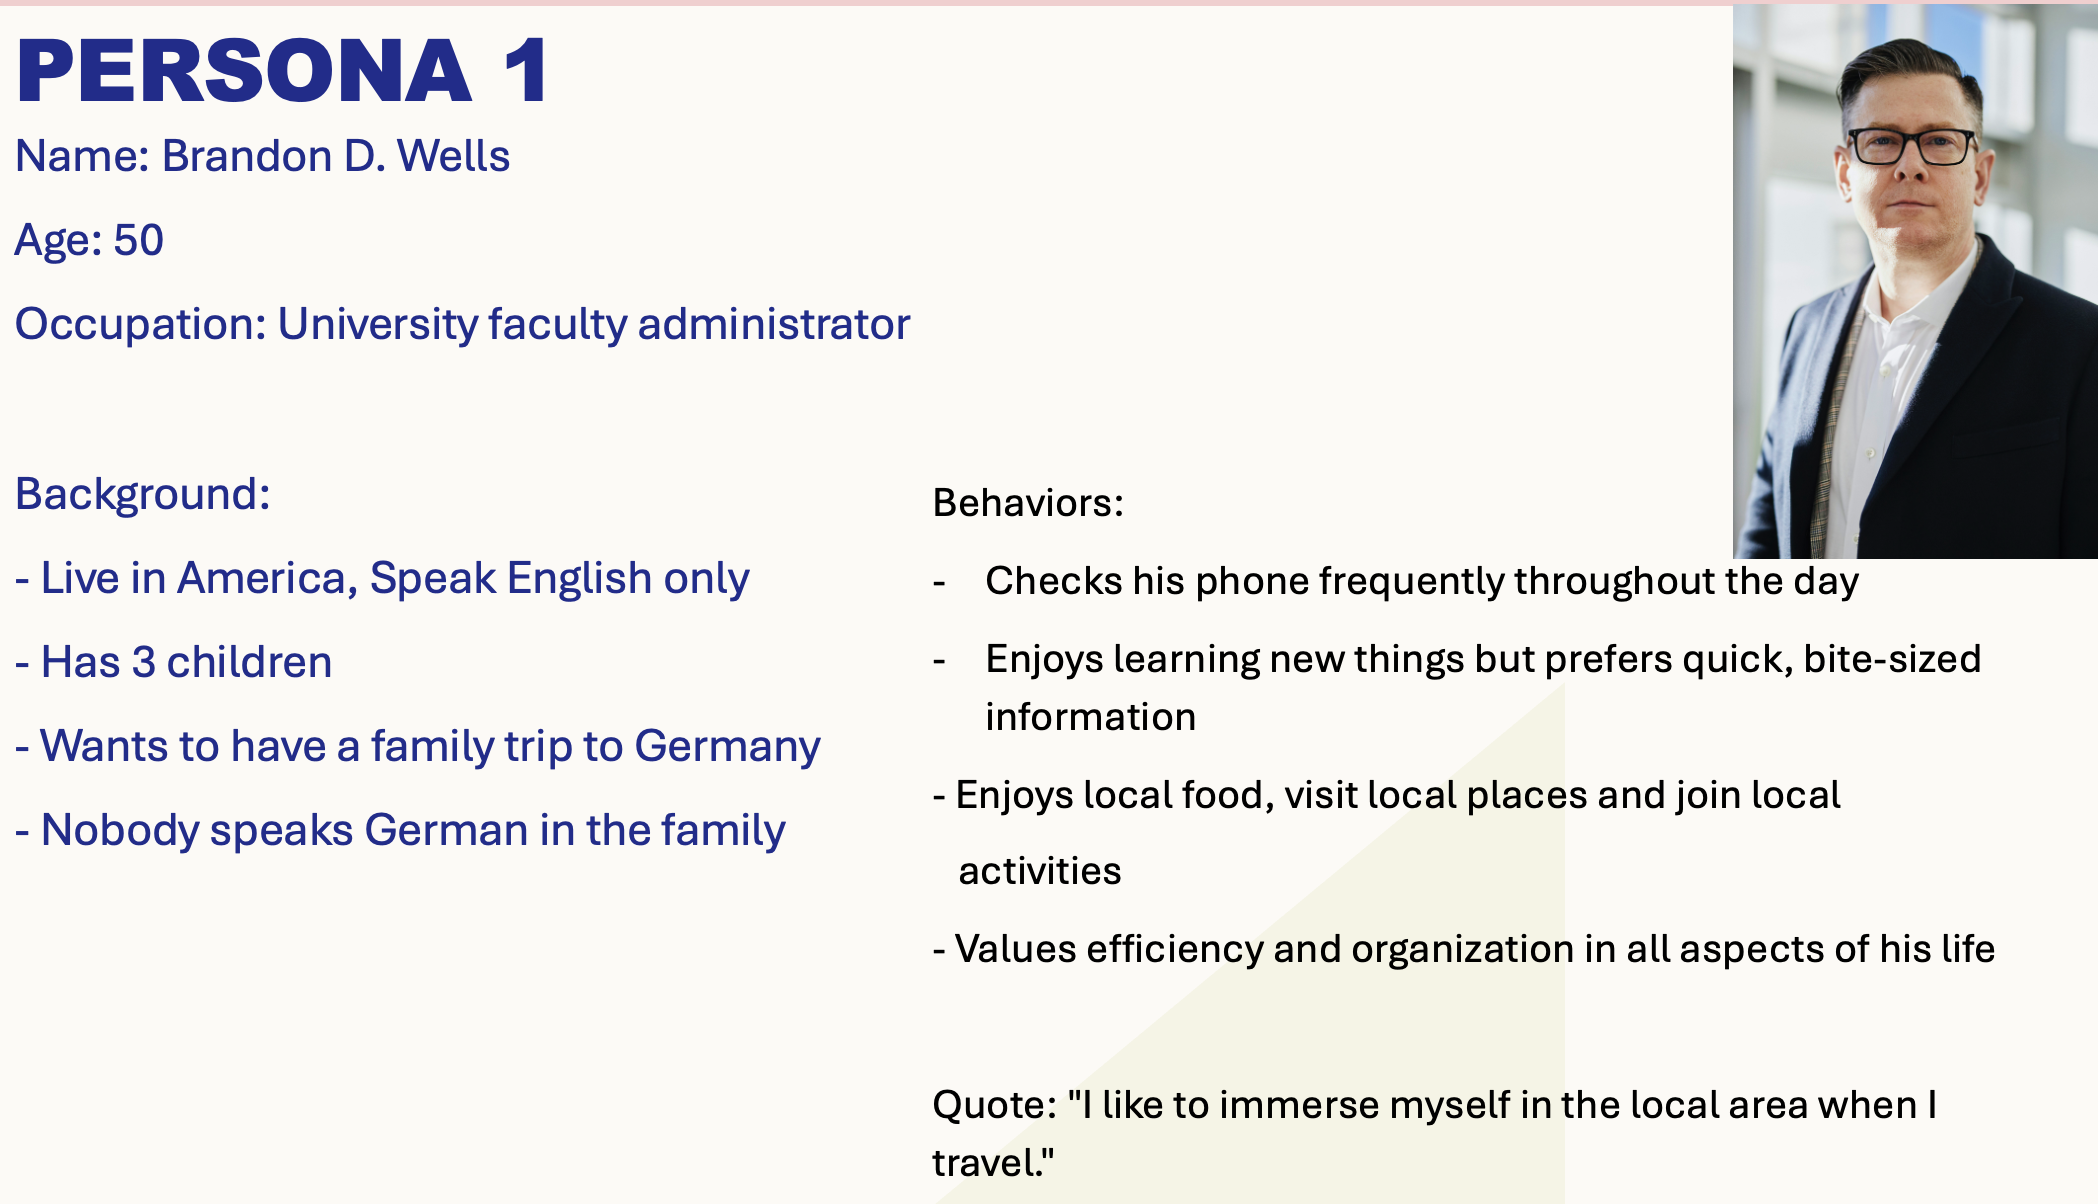 PERSONA 1
Name: Brandon D. Wells
Age: 50
Occupation: University faculty administrator
Background:
- Live in America, Speak English only
- Has 3 children
- Wants to have a family trip to Germany
- Nobody speaks German in the family
Behaviors:
- Checks his phone frequently throughout the day
- Enjoys learning new things but prefers quick, bite-sized
information
- Enjoys local food, visit local places and join local
activities
- Values efficiency and organization in all aspects of his life
Quote: "I like to immerse myself in the local area when I
travel."